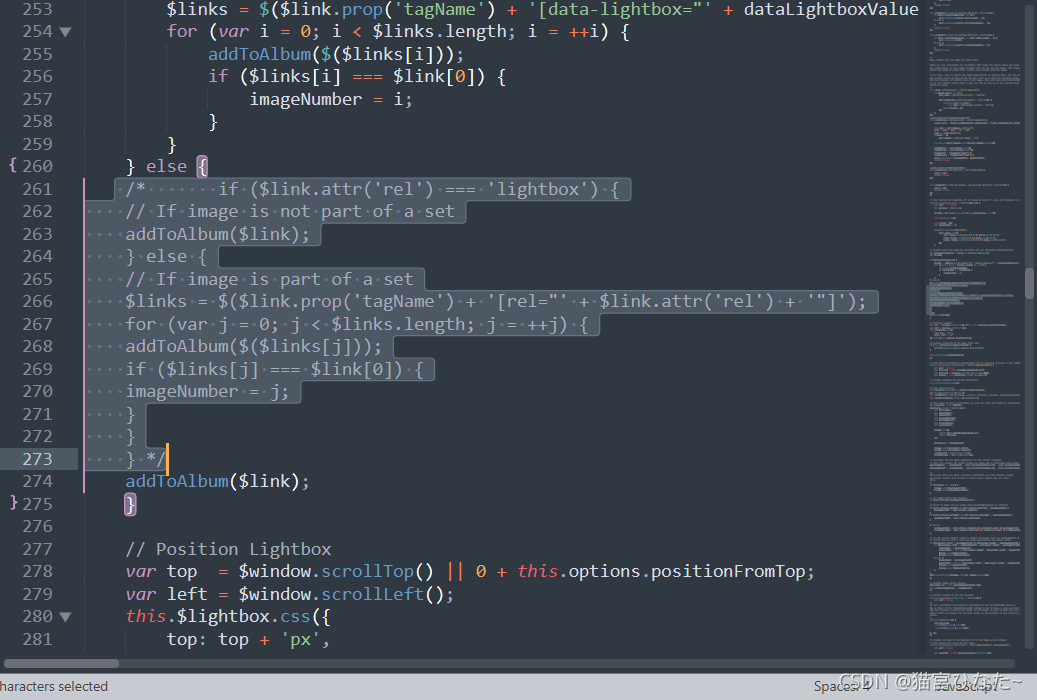 253 $links = $($link.prop('tagName') + '[data-lightbox="' + dataLightboxValue
254 for (var i = 0; i < $links.length; i = ++i) {
255 addToAlbum($($links[i]));
256 if ($links[i] === $link[0]) {
257 imageNumber = i;
258 }
259 }
{ 260 } else {
261 /* if ($link.attr('rel') === 'lightbox') {
262 // If image is not part of a set
263 addToAlbum($link);
264 } else {
265 // If image is part of a set
266 $links = $($link.prop('tagName') + '[rel="' + $link.attr('rel') + '"]');
267 for (var j = 0; j < $links.length; j = ++j) {
268 addToAlbum($($links[j]));
269 if ($links[j] === $link[0]) {
270 imageNumber = j;
271 }
272 }
273 } */
274 addToAlbum($link);
} 275 }
276
277 // Position Lightbox
278 var top  = $window.scrollTop() || 0 + this.options.positionFromTop;
279 var left = $window.scrollLeft();
280 this.$lightbox.css({
281 top: top + 'px',
haracters selected
Spaces: 4
JavaScript
CSDN @猫宫ひなた~